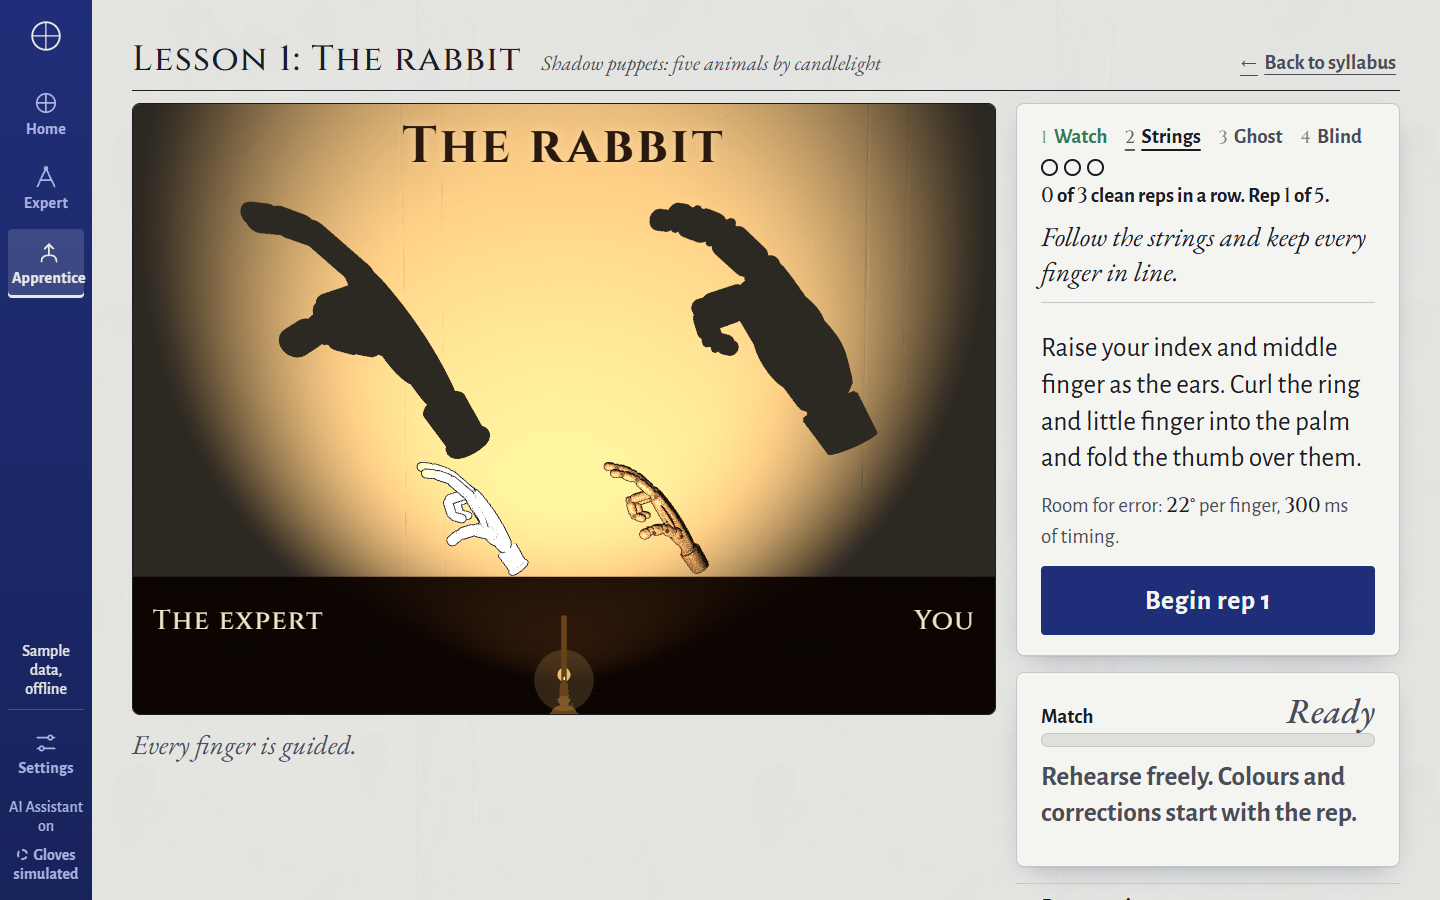 Home
Expert
Apprentice
Sample
data,
offline
Settings
AI Assistant
on
Gloves
simulated
Lesson 1: The rabbit
Shadow puppets: five animals by candlelight
← Back to syllabus
The rabbit
The expert
You
Every finger is guided.
1 Watch 2 Strings 3 Ghost 4 Blind
0 of 3 clean reps in a row. Rep 1 of 5.
Follow the strings and keep every
finger in line.
Raise your index and middle
finger as the ears. Curl the ring
and little finger into the palm
and fold the thumb over them.
Room for error: 22° per finger, 300 ms
of timing.
Begin rep 1
Match
Ready
Rehearse freely. Colours and
corrections start with the rep.